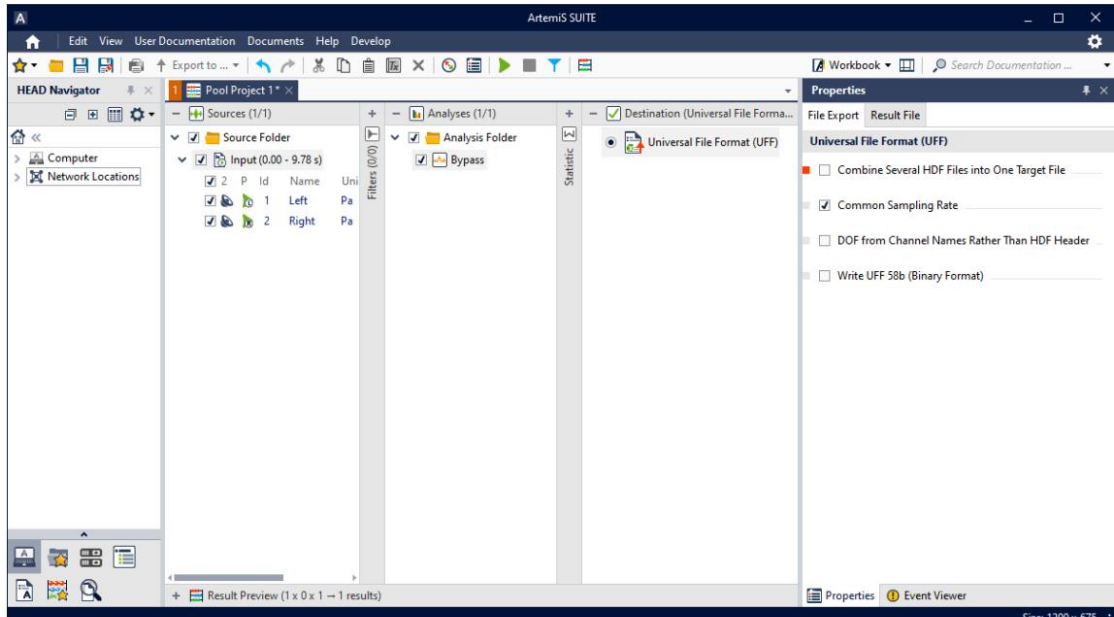 A
ArtemiS SUITE
Edit View User Documentation Documents Help Develop
Export to ...
Workbook
Search Documentation ...
HEAD Navigator
1 Pool Project 1*
Properties
Sources (1/1)
Analyses (1/1)
Destination (Universal File Forma...
File Export Result File
Computer
Network Locations
Source Folder
Input (0.00 - 9.78 s)
2 P Id Name Uni
1 Left Pa
2 Right Pa
Filters (0/0)
Analysis Folder
Bypass
Statistic
Universal File Format (UFF)
Universal File Format (UFF)
Combine Several HDF Files into One Target File
Common Sampling Rate
DOF from Channel Names Rather Than HDF Header
Write UFF 58b (Binary Format)
Result Preview (1 x 0 x 1 → 1 results)
Properties Event Viewer
Size: 1200 x 675